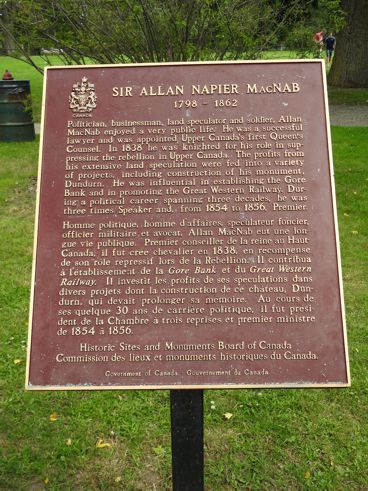 CANADA
SIR ALLAN NAPIER MACNAB
1798 - 1862
Politician, businessman, land speculator and soldier, Allan
MacNab enjoyed a very public life. He was a successful
lawyer and was appointed Upper Canada's first Queen's
Counsel. In 1838 he was knighted for his role in sup-
pressing the rebellion in Upper Canada. The profits from
his extensive land speculation were fed into a variety
of projects, including construction of his monument,
Dundurn. He was influential in establishing the Gore
Bank and in promoting the Great Western Railway. Dur-
ing a political career spanning three decades, he was
three times Speaker and, from 1854 to 1856, Premier.
Homme politique, homme d'affaires, spéculateur foncier,
officier militaire et avocat, Allan MacNab eut une lon-
gue vie publique. Premier conseiller de la reine au Haut
Canada, il fut créé chevalier en 1838, en récompense
de son rôle répressif lors de la Rebellion. Il contribua
à l'établissement de la Gore Bank et du Great Western
Railway. Il investit les profits de ses spéculations dans
divers projets dont la construction de ce château, Dun-
durn, qui devait prolonger sa mémoire. Au cours de
ses quelque 30 ans de carrière politique, il fut prési-
dent de la Chambre à trois reprises et premier ministre
de 1854 à 1856.
Historic Sites and Monuments Board of Canada
Commission des lieux et monuments historiques du Canada.
Government of Canada Gouvernement du Canada